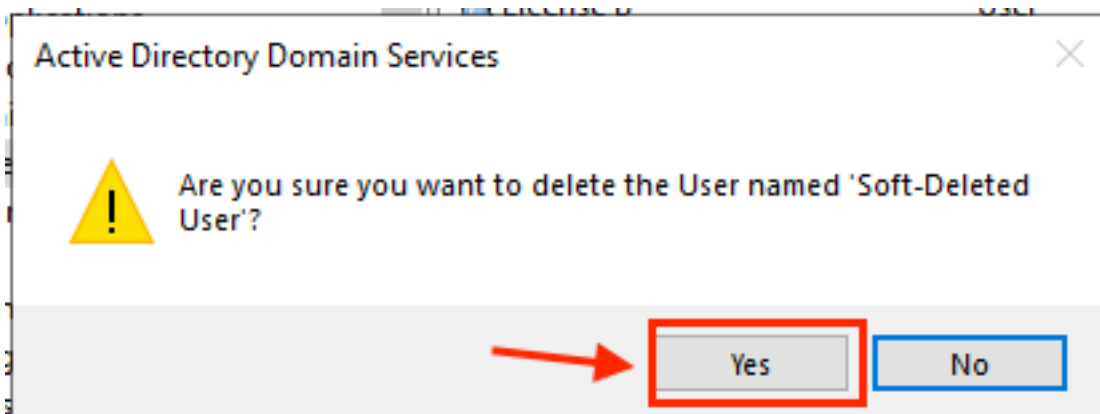 Active Directory Domain Services
Are you sure you want to delete the User named 'Soft-Deleted
User'?
Yes
No